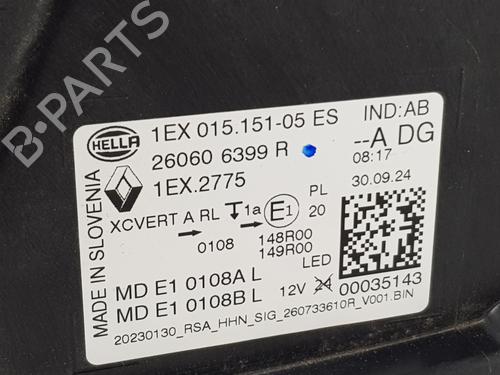 B-PARTS
HELLA
1EX 015.151-05 ES
IND:AB
26060 6399 R
--A DG
1EX.2775
08:17
30.09.24
MADE IN SLOVENIA
XCVERT A RL
1a
E1
PL
20
0108
148R00
149R00
LED
MD E1 0108A L
MD E1 0108B L
12V 24
00035143
20230130_RSA_HHN_SIG_260733610R_V001.BIN